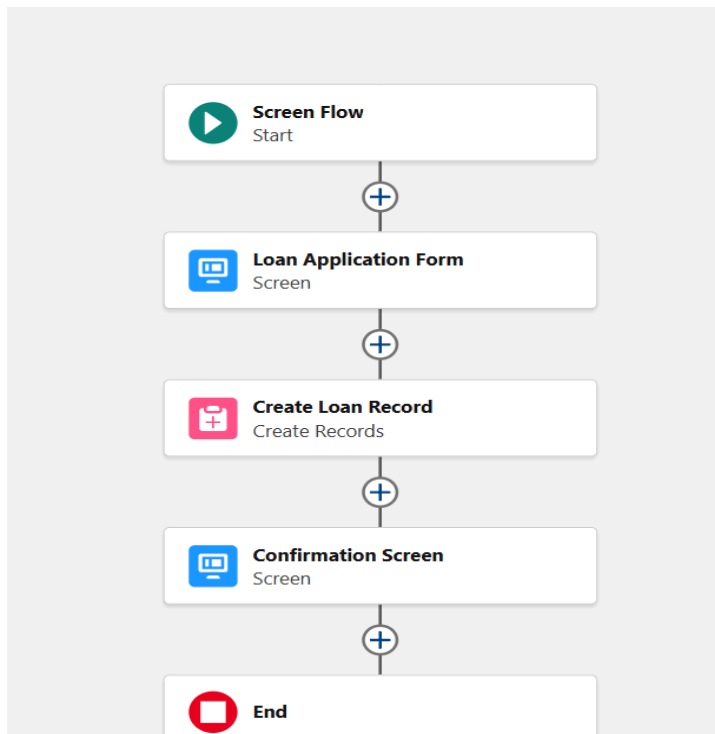 Screen Flow
Start
Loan Application Form
Screen
Create Loan Record
Create Records
Confirmation Screen
Screen
End